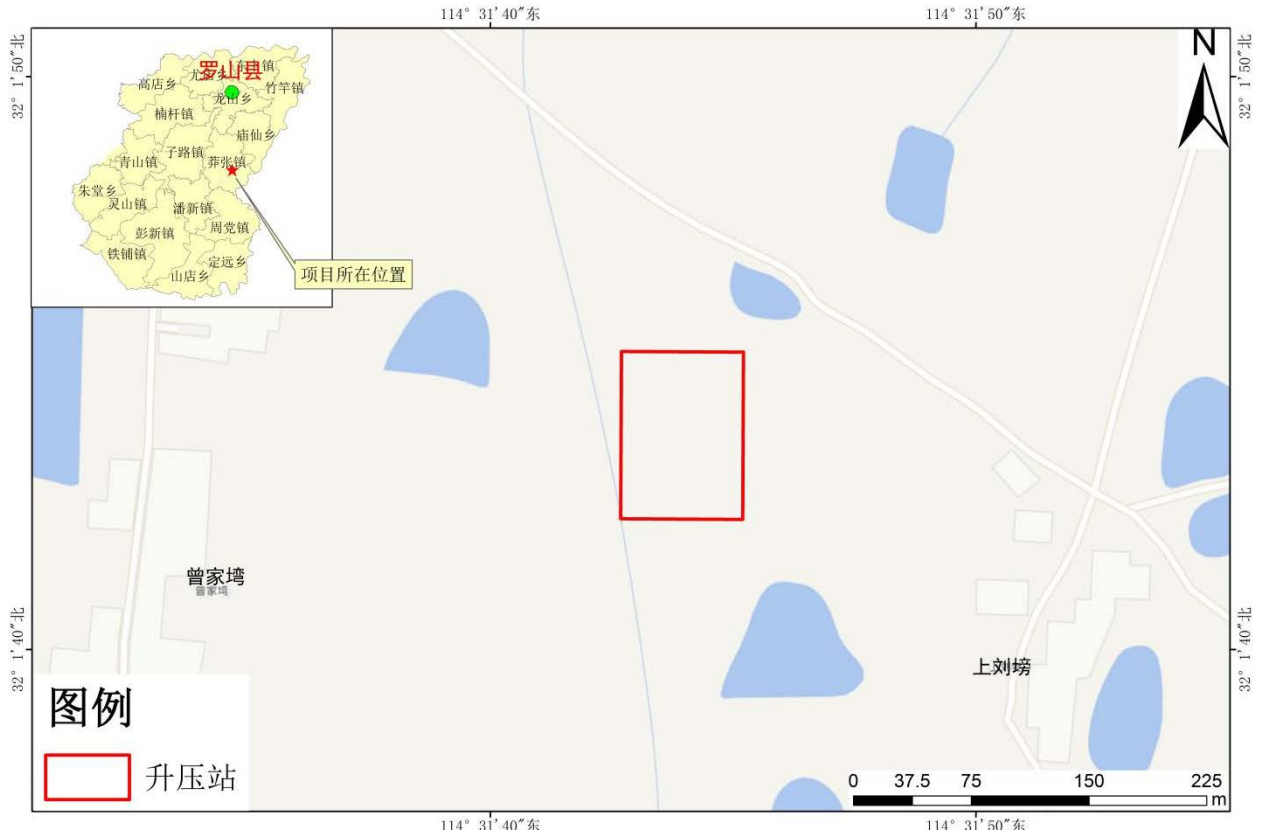 114° 31′40″东
114° 31′50″东
32° 1′50″北
32° 1′50″北
N
罗山县
高店乡
竹竿镇
龙山乡
楠杆镇
庙仙乡
子路镇
青山镇
莽张镇
朱堂乡
灵山镇
潘新镇
彭新镇
周党镇
铁铺镇
定远乡
山店乡
项目所在位置
曾家塆
曾家塆
上刘塝
32° 1′40″北
32° 1′40″北
图例
升压站
0 37.5 75 150 225
m
114° 31′40″东
114° 31′50″东